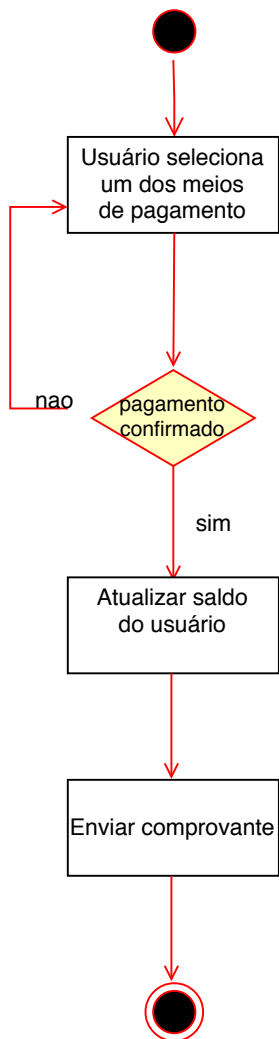 Usuário seleciona
um dos meios
de pagamento
nao
pagamento
confirmado
sim
Atualizar saldo
do usuário
Enviar comprovante